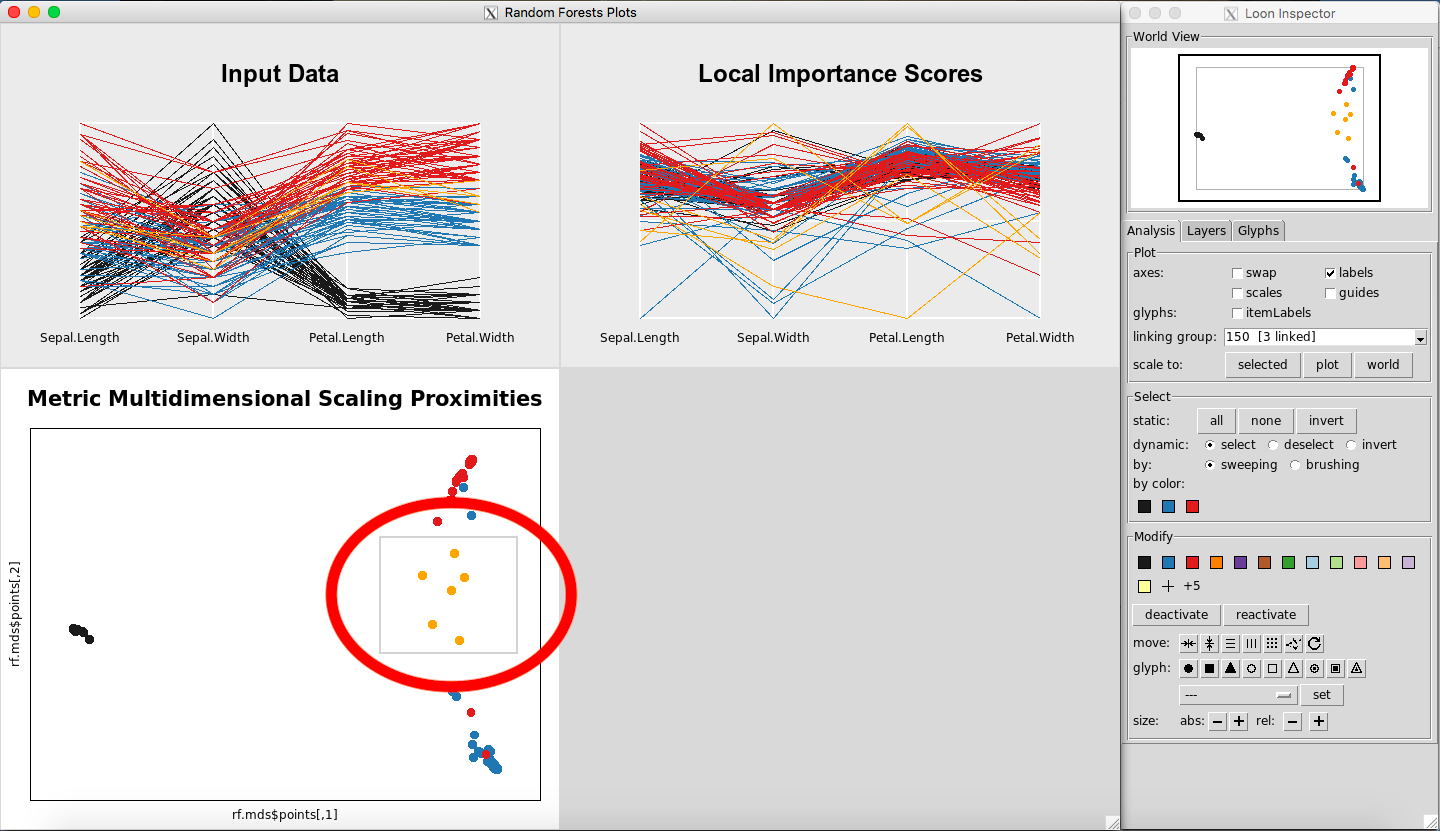 Random Forests Plots
Input Data
Sepal.Length Sepal.Width Petal.Length Petal.Width
Local Importance Scores
Sepal.Length Sepal.Width Petal.Length Petal.Width
Metric Multidimensional Scaling Proximities
rf.mds$points[,2]
rf.mds$points[,1]
Loon Inspector
World View
Analysis Layers Glyphs
Plot
axes: swap labels
scales guides
glyphs: itemLabels
linking group: 150 [3 linked]
scale to: selected plot world
Select
static: all none invert
dynamic: select deselect invert
by: sweeping brushing
by color:
Modify
+5
deactivate reactivate
move:
glyph:
--- set
size: abs: - + rel: - +